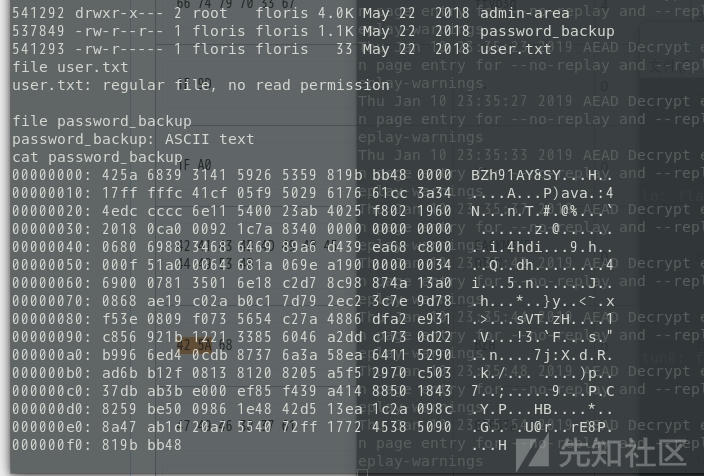 541292 drwxr-x--- 2 root floris 4.0K May 22 2018 admin-area
537849 -rw-r--r-- 1 floris floris 1.1K May 22 2018 password_backup
541293 -rw-r----- 1 floris floris 33 May 22 2018 user.txt
file user.txt
user.txt: regular file, no read permission
file password_backup
password_backup: ASCII text
cat password_backup
00000000: 425a 6839 3141 5926 5359 819b bb48 0000 BZh91AY&SY...H..
00000010: 17ff fffc 41cf 05f9 5029 6176 61cc 3a34 ....A...P)ava.:4
00000020: 4edc cccc 6e11 5400 23ab 4025 f802 1960 N...n.T.#.@%...`
00000030: 2018 0ca0 0092 1c7a 8340 0000 0000 0000 ......z.@......
00000040: 0680 6988 3468 6469 89a6 d439 ea68 c800 ..i.4hdi...9.h..
00000050: 000f 51a0 0064 681a 069e a190 0000 0034 ..Q..dh........4
00000060: 6900 0781 3501 6e18 c2d7 8c98 874a 13a0 i...5.n......J..
00000070: 0868 ae19 c02a b0c1 7d79 2ec2 3c7e 9d78 .h...*..}y..<~.x
00000080: f53e 0809 f073 5654 c27a 4886 dfa2 e931 .>...sVT.zH....1
00000090: c856 921b 1221 3385 6046 a2dd c173 0d22 .V...!3.`F...s."
000000a0: b996 6ed4 0cdb 8737 6a3a 58ea 6411 5290 ..n....7j:X.d.R.
000000b0: ad6b b12f 0813 8120 8205 a5f5 2970 c503 .k./... ....)p..
000000c0: 37db ab3b e000 ef85 f439 a414 8850 1843 7..;.....9...P.C
000000d0: 8259 be50 0986 1e48 42d5 13ea 1c2a 098c .Y.P...HB....*..
000000e0: 8a47 ab1d 20a7 5540 72ff 1772 4538 5090 .G.. .U@r..rE8P.
000000f0: 819b bb48 ...H
Thu Jan 10 23:35:27 2019 AEAD Decrypt e
n page entry for --no-replay and --repl
eplay-warnings
Thu Jan 10 23:35:33 2019 AEAD Decrypt e
先知社区